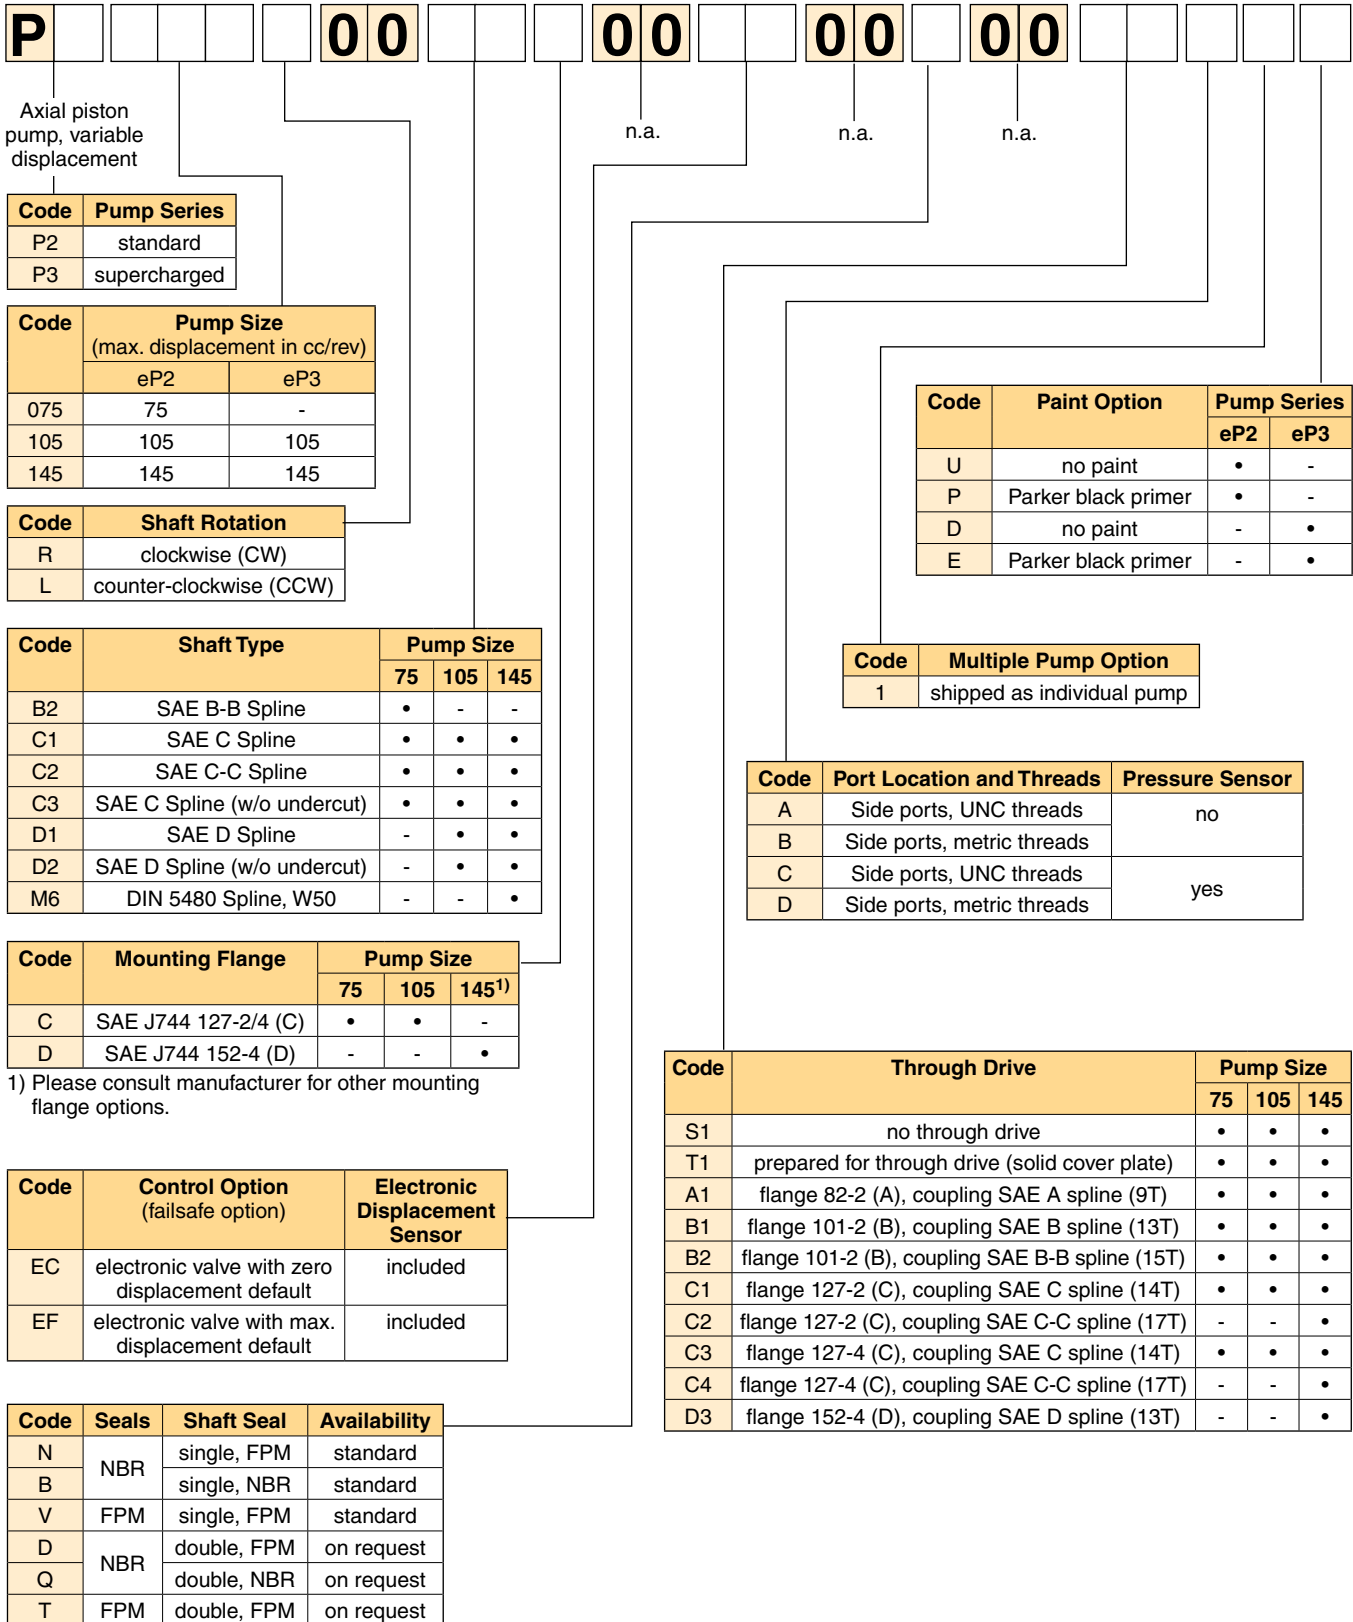 P 00 00 00 00
Axial piston
pump, variable
displacement
n.a.
n.a.
n.a.
Code Pump Series
P2 standard
P3 supercharged
Code Pump Size
(max. displacement in cc/rev)
eP2 eP3
075 75 -
105 105 105
145 145 145
Code Shaft Rotation
R clockwise (CW)
L counter-clockwise (CCW)
Code Shaft Type Pump Size
75 105 145
B2 SAE B-B Spline • - -
C1 SAE C Spline • • •
C2 SAE C-C Spline • • •
C3 SAE C Spline (w/o undercut) • • •
D1 SAE D Spline - • •
D2 SAE D Spline (w/o undercut) - • •
M6 DIN 5480 Spline, W50 - - •
Code Mounting Flange Pump Size
75 105 145 1)
C SAE J744 127-2/4 (C) • • -
D SAE J744 152-4 (D) - - •
1) Please consult manufacturer for other mounting
flange options.
Code Control Option Electronic
(failsafe option) Displacement
Sensor
EC electronic valve with zero included
displacement default
EF electronic valve with max. included
displacement default
Code Seals Shaft Seal Availability
N NBR single, FPM standard
B single, NBR standard
V FPM single, FPM standard
D NBR double, FPM on request
Q double, NBR on request
T FPM double, FPM on request
Code Paint Option Pump Series
eP2 eP3
U no paint • -
P Parker black primer • -
D no paint - •
E Parker black primer - •
Code Multiple Pump Option
1 shipped as individual pump
Code Port Location and Threads Pressure Sensor
A Side ports, UNC threads no
B Side ports, metric threads
C Side ports, UNC threads yes
D Side ports, metric threads
Code Through Drive Pump Size
75 105 145
S1 no through drive • • •
T1 prepared for through drive (solid cover plate) • • •
A1 flange 82-2 (A), coupling SAE A spline (9T) • • •
B1 flange 101-2 (B), coupling SAE B spline (13T) • • •
B2 flange 101-2 (B), coupling SAE B-B spline (15T) • • •
C1 flange 127-2 (C), coupling SAE C spline (14T) • • •
C2 flange 127-2 (C), coupling SAE C-C spline (17T) - - •
C3 flange 127-4 (C), coupling SAE C spline (14T) • • •
C4 flange 127-4 (C), coupling SAE C-C spline (17T) - - •
D3 flange 152-4 (D), coupling SAE D spline (13T) - - •